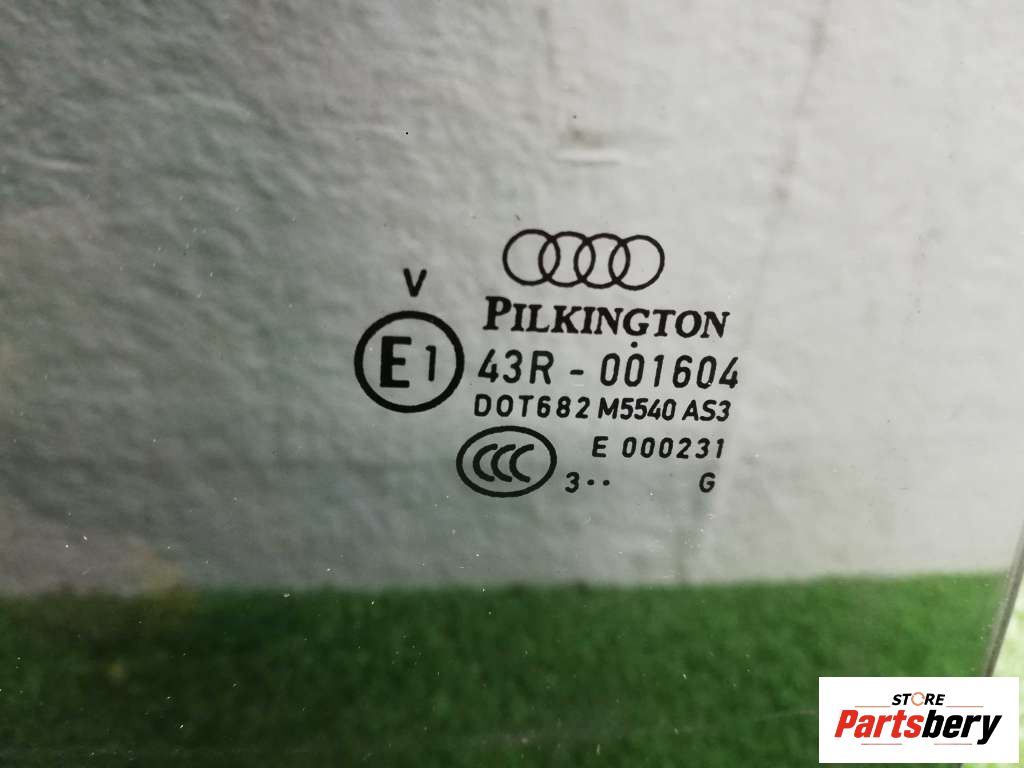 V
PILKINGTON
E1 43R - 001604
DOT682 M5540 AS3
CCC E 000231
3·· G
STORE
Partsbery